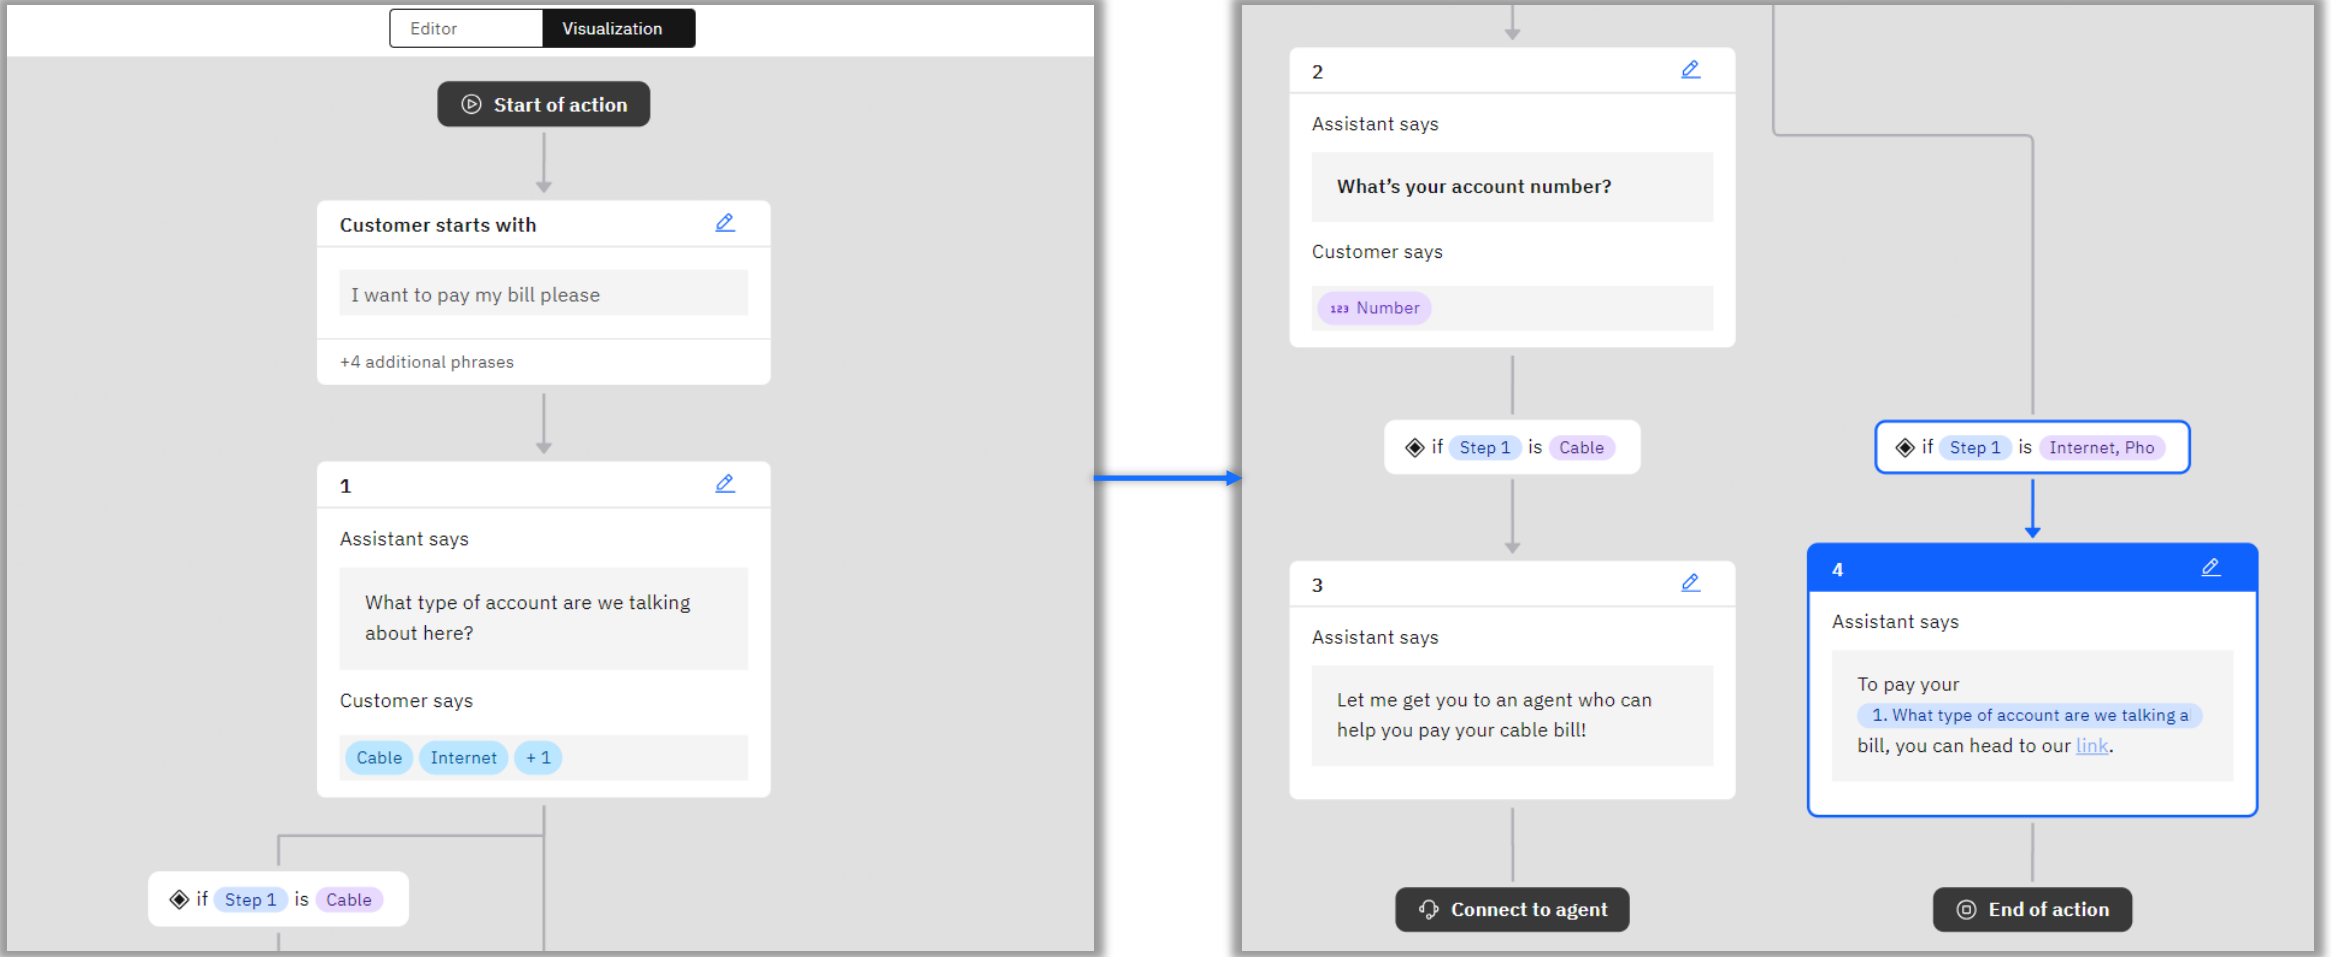 Editor
Visualization
Start of action
Customer starts with
I want to pay my bill please
+4 additional phrases
1
Assistant says
What type of account are we talking
about here?
Customer says
Cable Internet + 1
if Step 1 is Cable
2
Assistant says
What’s your account number?
Customer says
123 Number
if Step 1 is Cable
if Step 1 is Internet, Pho
3
Assistant says
Let me get you to an agent who can
help you pay your cable bill!
Connect to agent
4
Assistant says
To pay your
1. What type of account are we talking a
bill, you can head to our link.
End of action